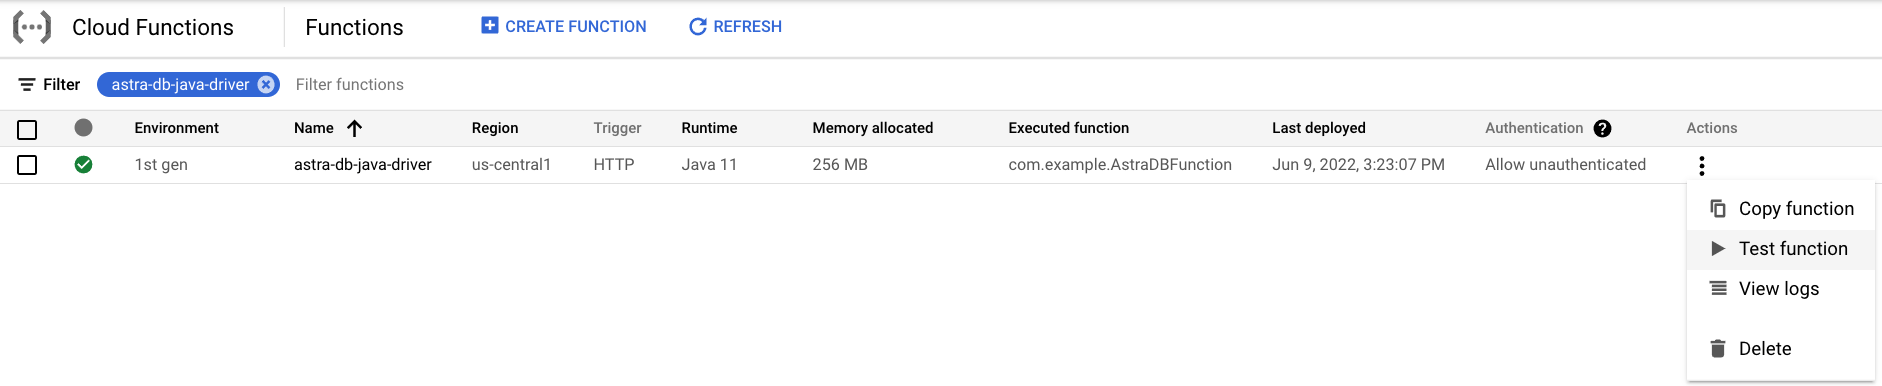 Cloud Functions Functions CREATE FUNCTION REFRESH
Filter astra-db-java-driver Filter functions
Environment Name Region Trigger Runtime Memory allocated Executed function Last deployed Authentication ? Actions
1st gen astra-db-java-driver us-central1 HTTP Java 11 256 MB com.example.AstraDBFunction Jun 9, 2022, 3:23:07 PM Allow unauthenticated
Copy function
Test function
View logs
Delete